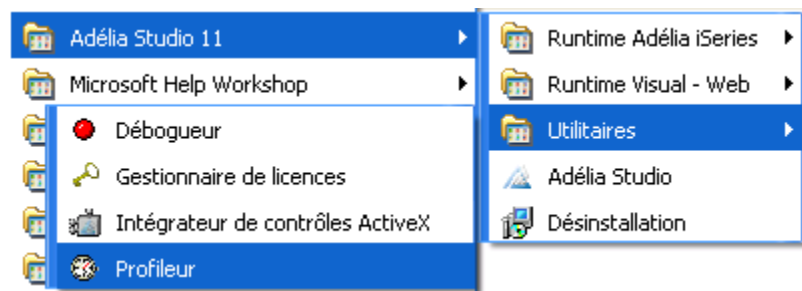 Adélia Studio 11
Microsoft Help Workshop
Runtime Adélia iSeries
Runtime Visual - Web
Utilitaires
Adélia Studio
Désinstallation
Débogueur
Gestionnaire de licences
Intégrateur de contrôles ActiveX
Profileur